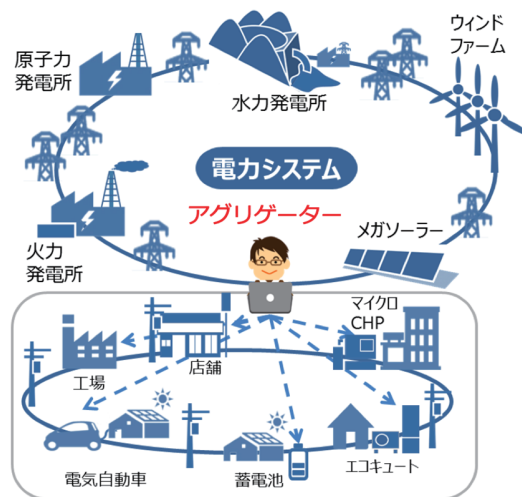 原子力
発電所
水力発電所
ウィンド
ファーム
電力システム
アグリゲーター
火力
発電所
メガソーラー
マイクロ
CHP
工場
店舗
電気自動車
蓄電池
エコキュート